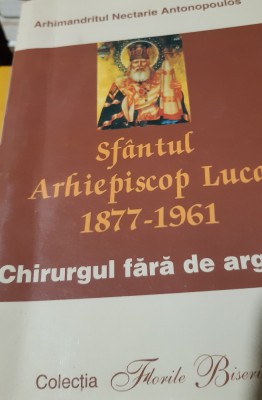 Arhimandritul Nectarie Antonopoulos
Sfântul
Arhiepiscop Luca
1877-1961
Chirurgul fără de arg
Colecția Florile Biseri